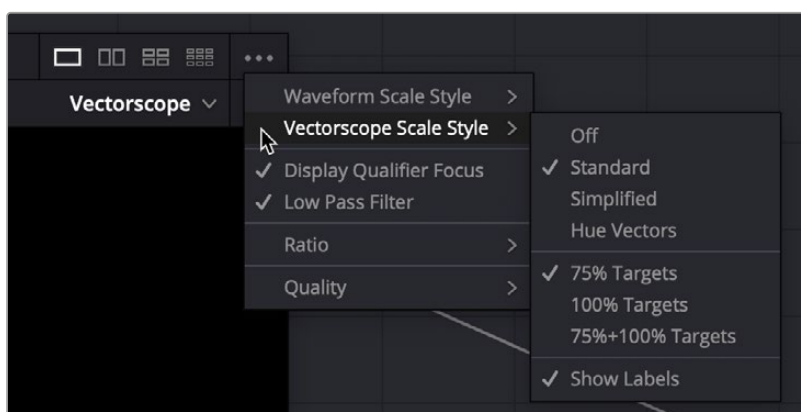 Vectorscope
Waveform Scale Style
Vectorscope Scale Style
Display Qualifier Focus
Low Pass Filter
Ratio
Quality
Off
Standard
Simplified
Hue Vectors
75% Targets
100% Targets
75%+100% Targets
Show Labels